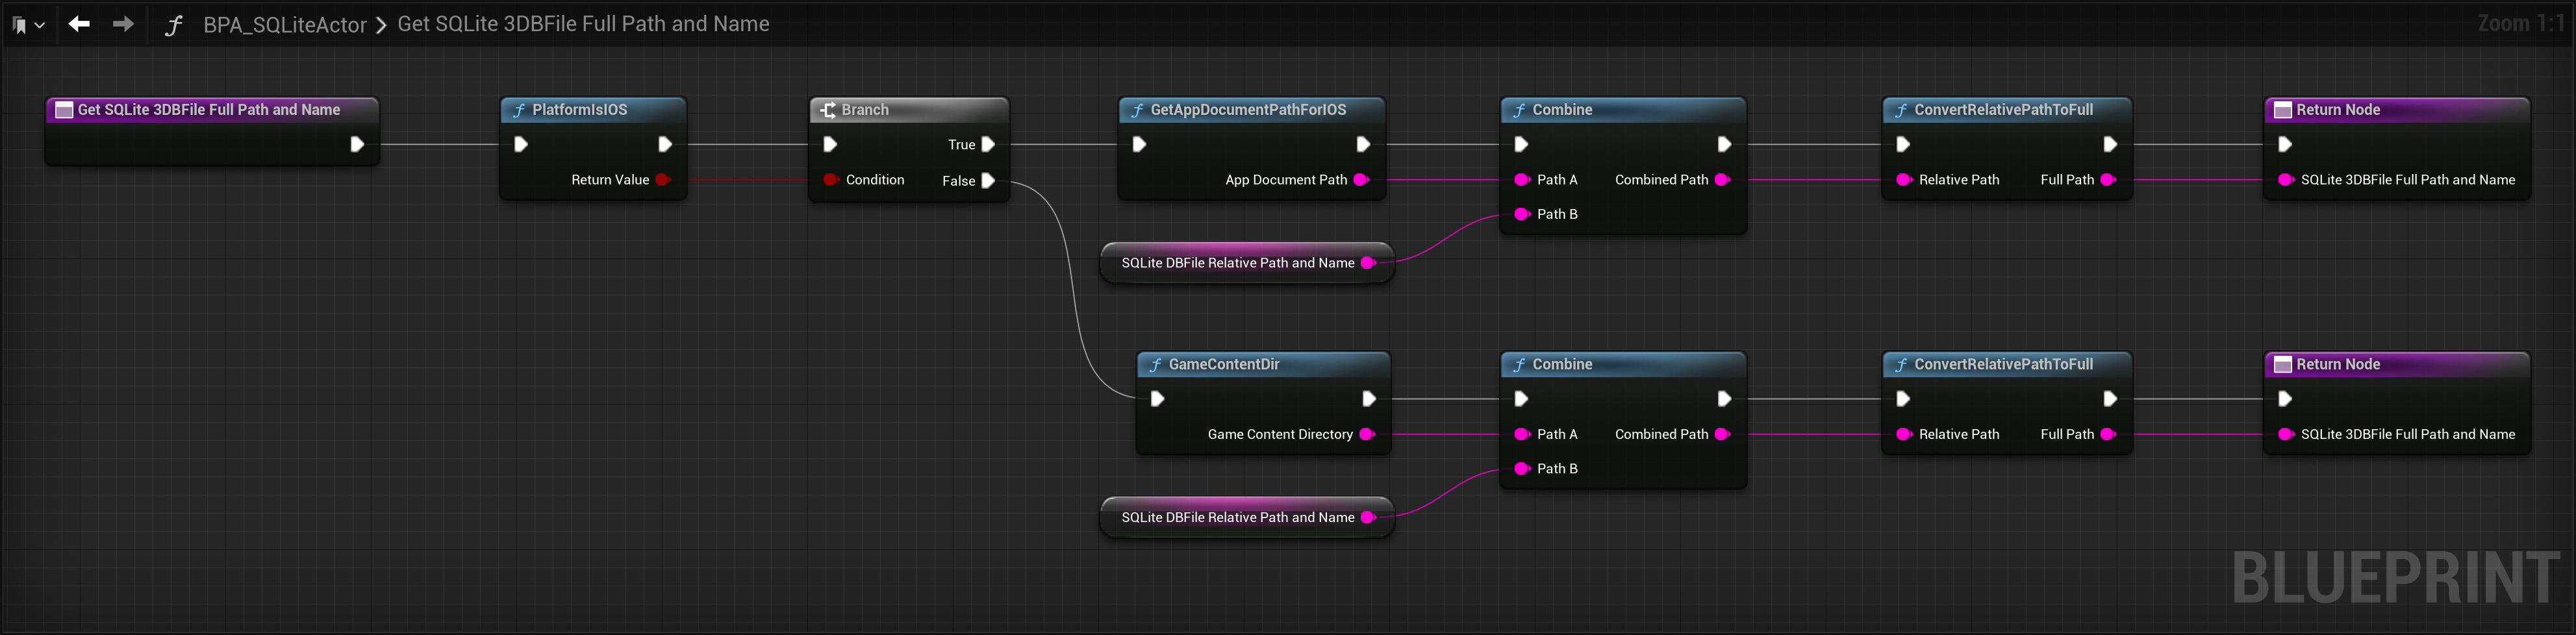 BPA_SQLiteActor > Get SQLite 3DBFile Full Path and Name
Zoom 1:1
Get SQLite 3DBFile Full Path and Name
PlatformIsIOS
Return Value
Branch
True
Condition
False
GetAppDocumentPathForIOS
App Document Path
Combine
Path A
Combined Path
Path B
ConvertRelativePathToFull
Relative Path
Full Path
Return Node
SQLite 3DBFile Full Path and Name
SQLite DBFile Relative Path and Name
GameContentDir
Game Content Directory
Combine
Path A
Combined Path
Path B
ConvertRelativePathToFull
Relative Path
Full Path
Return Node
SQLite 3DBFile Full Path and Name
SQLite DBFile Relative Path and Name
BLUEPRINT